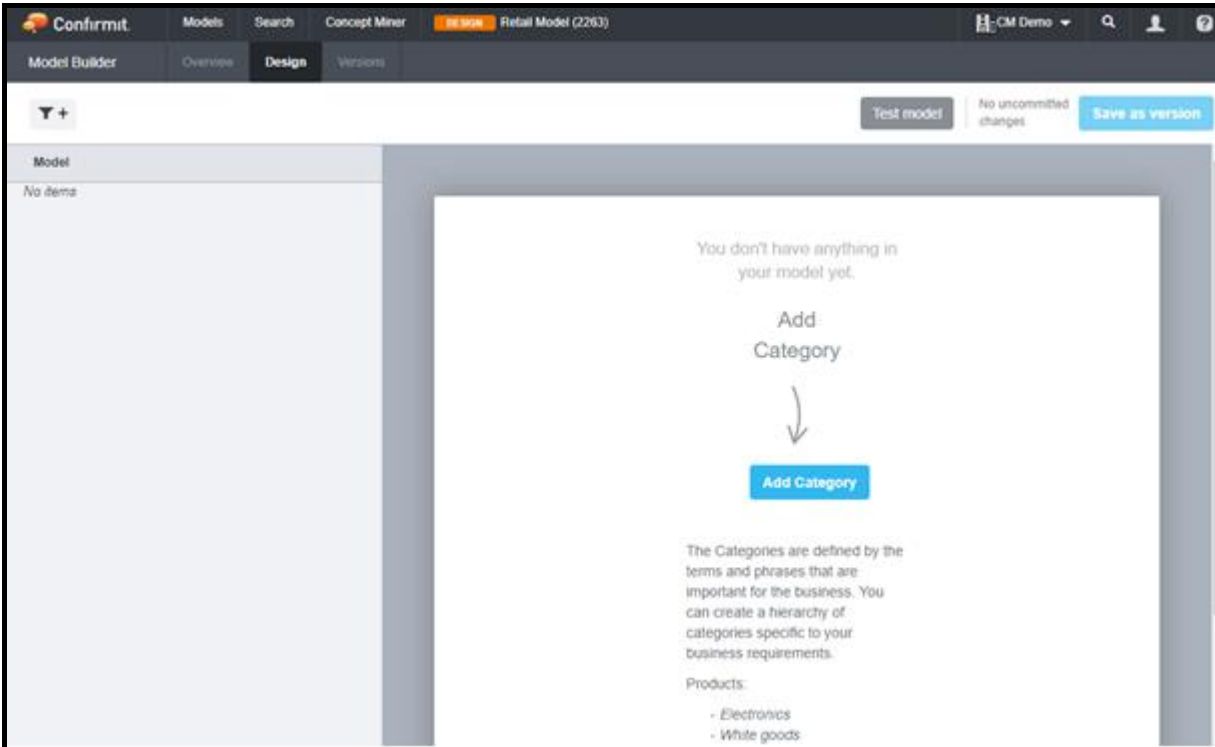 Confirmit. Models Search Concept Miner DESIGN Retail Model (2263) CM Demo
Model Builder Overview Design Versions
Test model No uncommitted changes Save as version
Model
No items
You don't have anything in
your model yet.
Add
Category
Add Category
The Categories are defined by the
terms and phrases that are
important for the business. You
can create a hierarchy of
categories specific to your
business requirements.
Products:
- Electronics
- White goods